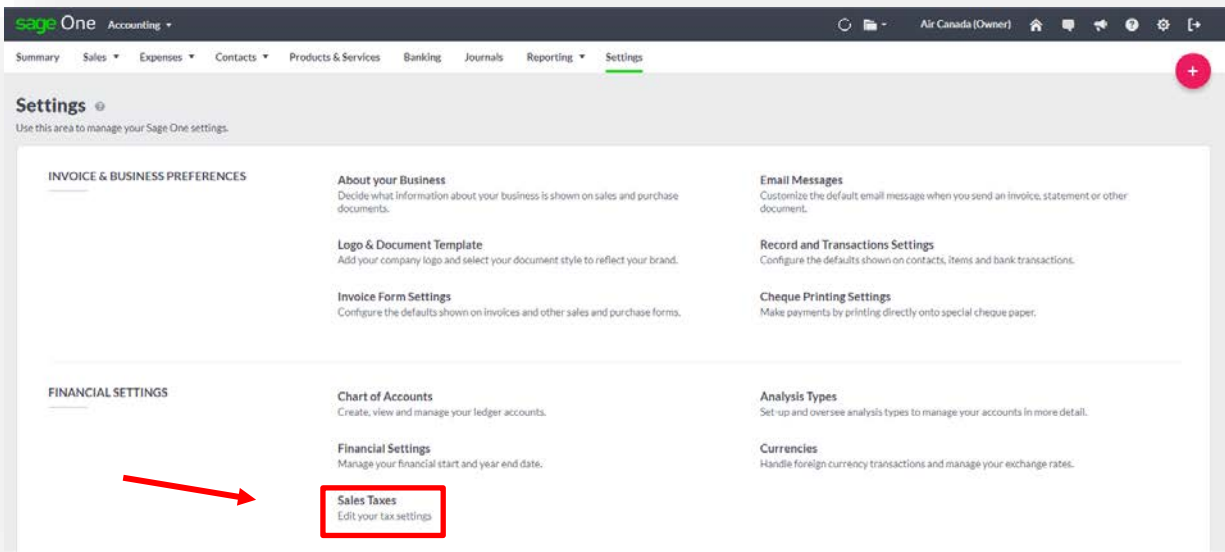 sage One Accounting
Air Canada (Owner)
Summary Sales Expenses Contacts Products & Services Banking Journals Reporting Settings
+
Settings
Use this area to manage your Sage One settings.
INVOICE & BUSINESS PREFERENCES
About your Business
Decide what information about your business is shown on sales and purchase
documents.
Email Messages
Customize the default email message when you send an invoice, statement or other
document.
Logo & Document Template
Add your company logo and select your document style to reflect your brand.
Record and Transactions Settings
Configure the defaults shown on contacts, items and bank transactions.
Invoice Form Settings
Configure the defaults shown on invoices and other sales and purchase forms.
Cheque Printing Settings
Make payments by printing directly onto special cheque paper.
FINANCIAL SETTINGS
Chart of Accounts
Create, view and manage your ledger accounts.
Analysis Types
Set-up and oversee analysis types to manage your accounts in more detail.
Financial Settings
Manage your financial start and year end date.
Currencies
Handle foreign currency transactions and manage your exchange rates.
Sales Taxes
Edit your tax settings